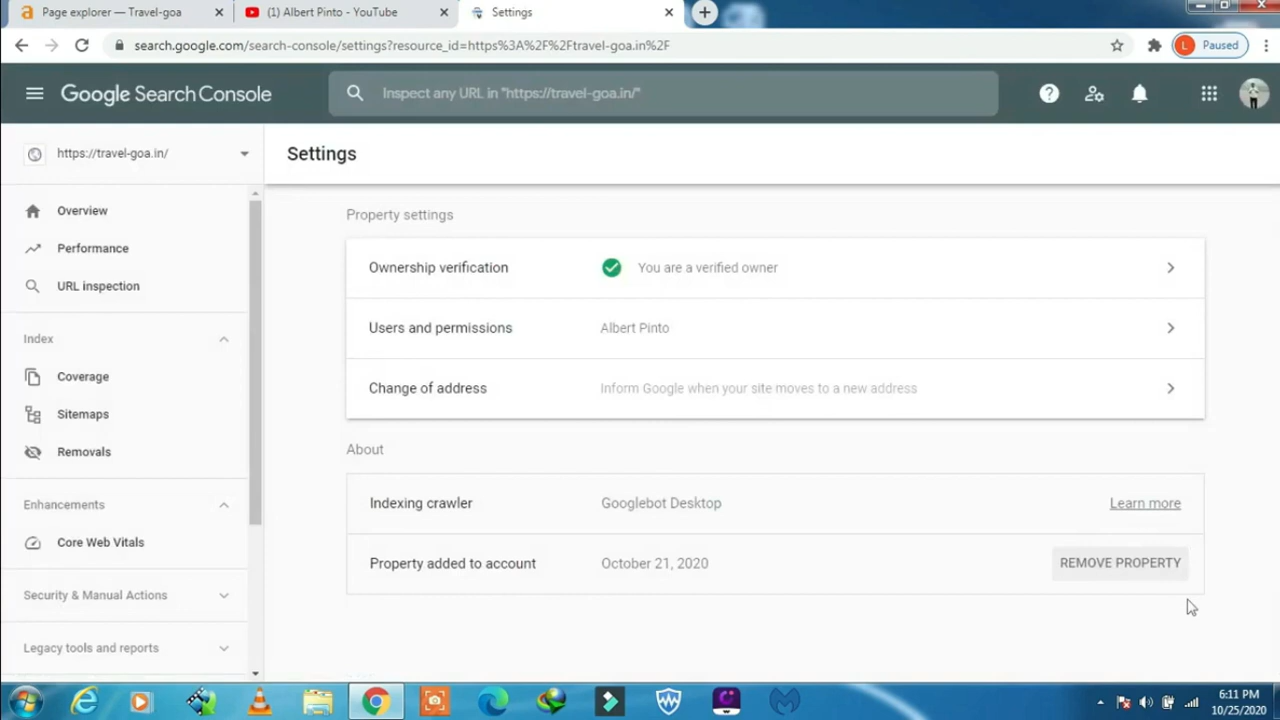 Page explorer — Travel-goa
(1) Albert Pinto - YouTube
Settings
search.google.com/search-console/settings?resource_id=https%3A%2F%2Ftravel-goa.in%2F
L
Paused
Google Search Console
Inspect any URL in "https://travel-goa.in/"
https://travel-goa.in/
Settings
Overview
Performance
URL inspection
Index
Coverage
Sitemaps
Removals
Enhancements
Core Web Vitals
Security & Manual Actions
Legacy tools and reports
Property settings
Ownership verification
You are a verified owner
Users and permissions
Albert Pinto
Change of address
Inform Google when your site moves to a new address
About
Indexing crawler
Googlebot Desktop
Learn more
Property added to account
October 21, 2020
REMOVE PROPERTY
6:11 PM
10/25/2020